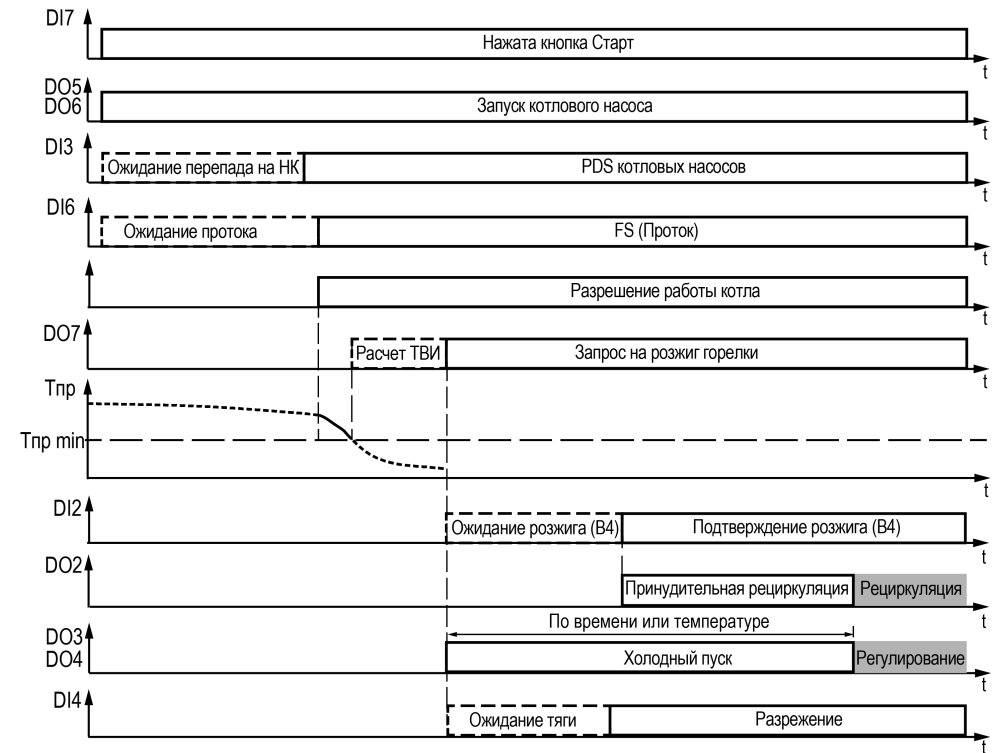 DI7
Нажата кнопка Старт
t
DO5
DO6
Запуск котлового насоса
t
DI3
Ожидание перепада на НК
PDS котловых насосов
t
DI6
Ожидание протока
FS (Проток)
t
Разрешение работы котла
t
DO7
Расчет ТВИ
Запрос на розжиг горелки
t
Тпр
Тпр min
t
DI2
Ожидание розжига (В4)
Подтверждение розжига (В4)
t
DO2
Принудительная рециркуляция
Рециркуляция
t
DO3
DO4
По времени или температуре
Холодный пуск
Регулирование
t
DI4
Ожидание тяги
Разрежение
t